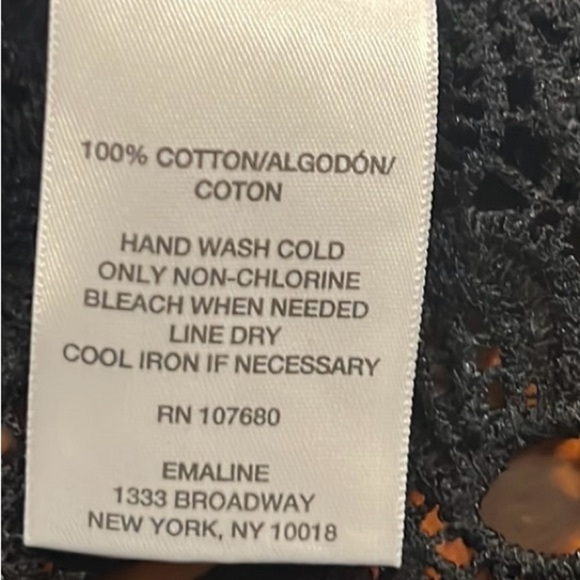 100% COTTON/ALGODÓN/
COTON
HAND WASH COLD
ONLY NON-CHLORINE
BLEACH WHEN NEEDED
LINE DRY
COOL IRON IF NECESSARY
RN 107680
EMALINE
1333 BROADWAY
NEW YORK, NY 10018